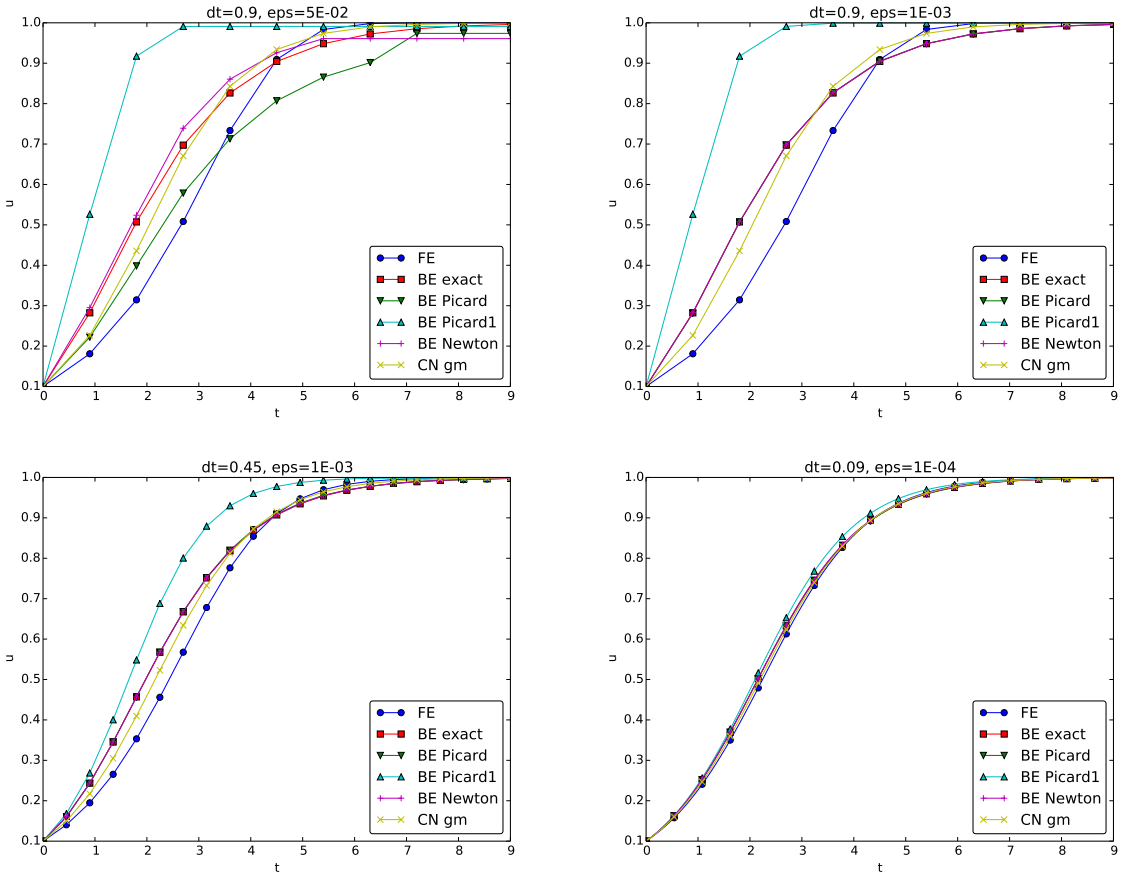 dt=0.9, eps=5E-02
1.0
0.9
0.8
0.7
0.6
0.5
0.4
0.3
0.2
0.1
u
0 1 2 3 4 5 6 7 8 9
t
FE
BE exact
BE Picard
BE Picard1
BE Newton
CN gm
dt=0.9, eps=1E-03
1.0
0.9
0.8
0.7
0.6
0.5
0.4
0.3
0.2
0.1
u
0 1 2 3 4 5 6 7 8 9
t
FE
BE exact
BE Picard
BE Picard1
BE Newton
CN gm
dt=0.45, eps=1E-03
1.0
0.9
0.8
0.7
0.6
0.5
0.4
0.3
0.2
0.1
u
0 1 2 3 4 5 6 7 8 9
t
FE
BE exact
BE Picard
BE Picard1
BE Newton
CN gm
dt=0.09, eps=1E-04
1.0
0.9
0.8
0.7
0.6
0.5
0.4
0.3
0.2
0.1
u
0 1 2 3 4 5 6 7 8 9
t
FE
BE exact
BE Picard
BE Picard1
BE Newton
CN gm